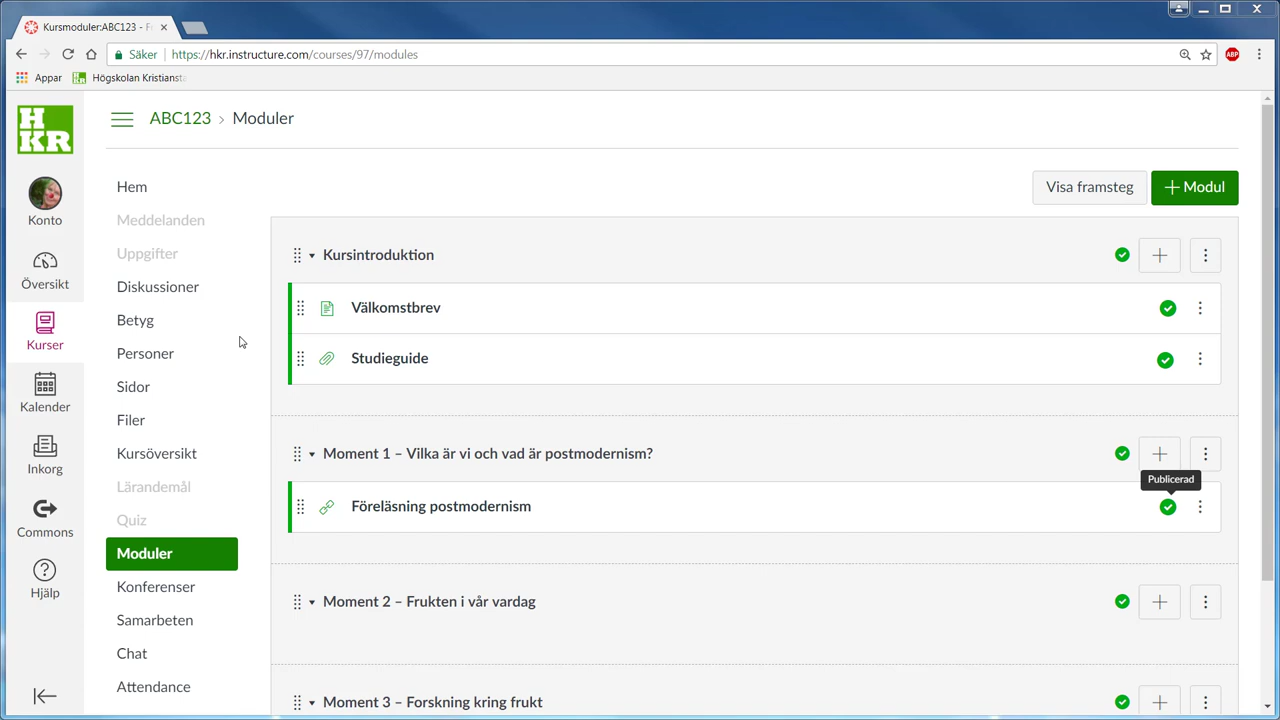 Kursmoduler:ABC123 - F
Säker
https://hkr.instructure.com/courses/97/modules
ABP
Appar
Högskolan Kristiansta
H
KR
ABC123 > Moduler
Konto
Översikt
Kurser
Kalender
Inkorg
Commons
Hjälp
Hem
Meddelanden
Uppgifter
Diskussioner
Betyg
Personer
Sidor
Filer
Kursöversikt
Lärandemål
Quiz
Moduler
Konferenser
Samarbeten
Chat
Attendance
Visa framsteg
+ Modul
Kursintroduktion
Välkomstbrev
Studieguide
Moment 1 – Vilka är vi och vad är postmodernism?
Publicerad
Föreläsning postmodernism
Moment 2 – Frukten i vår vardag
Moment 3 – Forskning kring frukt